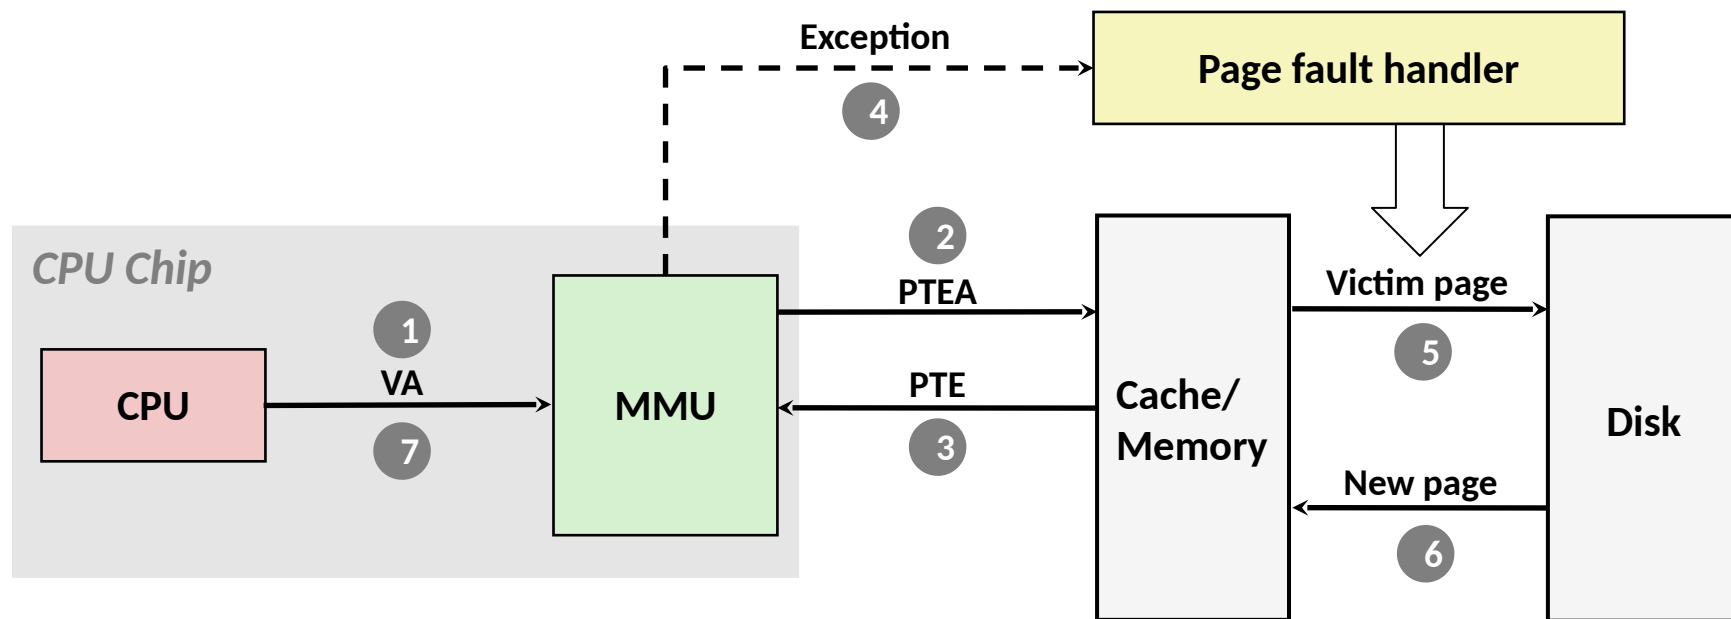 Exception
Page fault handler
4
2
CPU Chip
PTEA
Victim page
1
5
VA
PTE
CPU
MMU
Cache/
Memory
Disk
7
3
New page
6